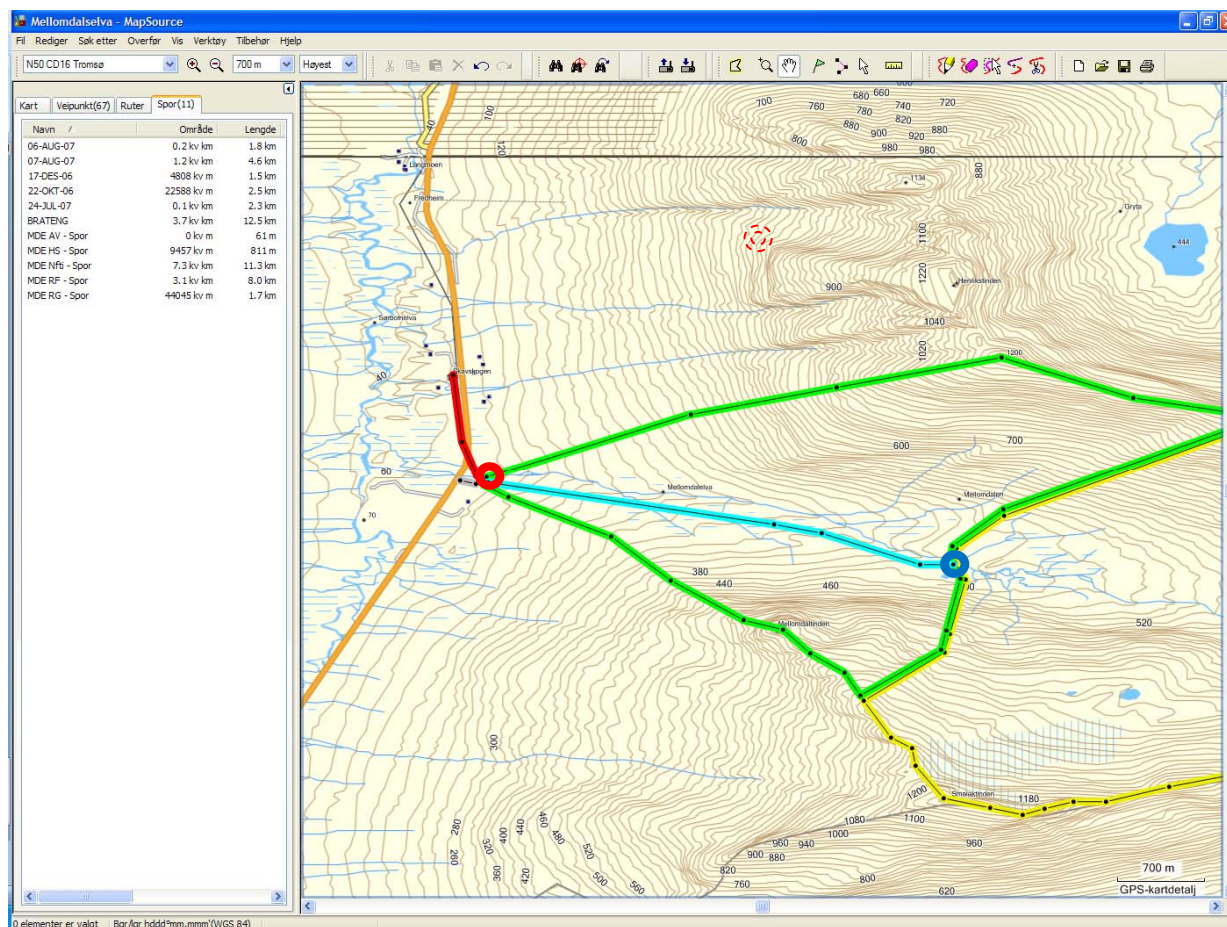 Mellomdalselva - MapSource
Fil Rediger Søk etter Overfør Vis Verktøy Tilbehør Hjelp
N50 CD16 Tromsø 700 m Høyest
Kart Veipunkt(67) Ruter Spor(11)
Navn Område Lengde
06-AUG-07 0.2 kv km 1.8 km
07-AUG-07 1.2 kv km 4.6 km
17-DES-06 4808 kv m 1.5 km
22-OKT-06 22588 kv m 2.5 km
24-JUL-07 0.1 kv km 2.3 km
BRATENG 3.7 kv km 12.5 km
MDE AV - Spor 0 kv m 61 m
MDE HS - Spor 9457 kv m 811 m
MDE Nfti - Spor 7.3 kv km 11.3 km
MDE RF - Spor 3.1 kv km 8.0 km
MDE RG - Spor 44045 kv m 1.7 km
40 100 120
700 760 680 660 780 740 720 820
800 880 900 880 920 980 980 880
Langmoen
Fredheim
1134
Gryta
444
1100
1220
Henrikstinden
900
1040
1020
1200
40
Skavskogen
600 700
60
70
Mellomdalselva
Mellomdalen
380
440
460
520
Mellomdaltinden
300
Smalaktinden
1200
1180
1080 1100
1000
960 940
900 880
820
760
960
800
620
280 260 320 360 400 440 420 460 480 520 500 560
700 m
GPS-kartdetalj
0 elementer er valgt Bgr/lgr hddd°mm,mmm'(WGS 84)